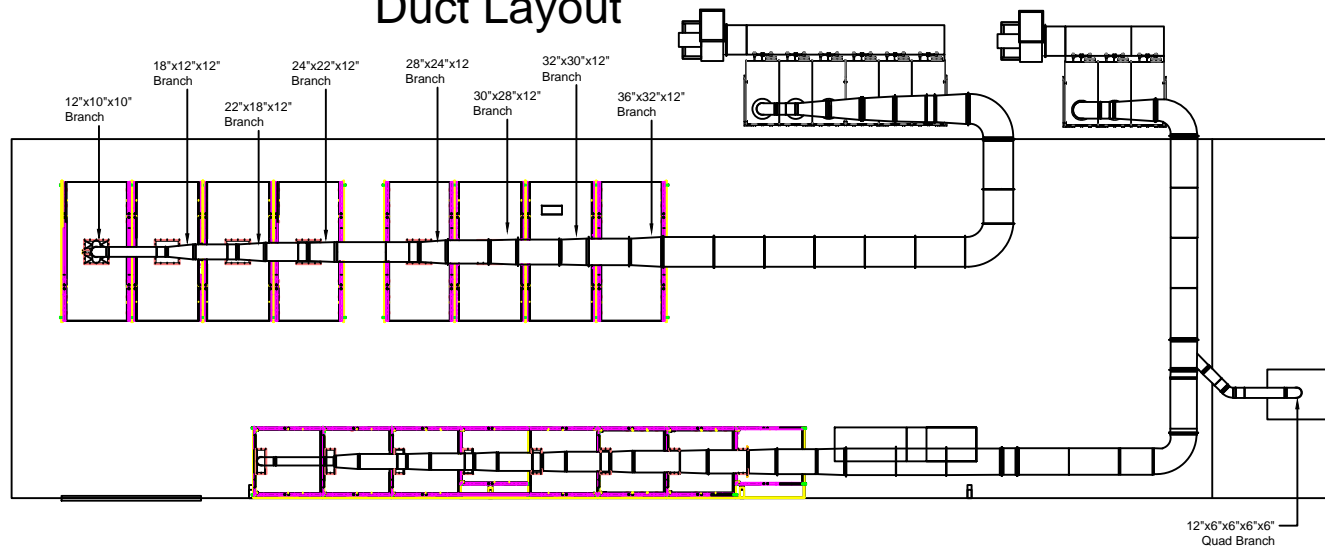 Duct Layout
12"x10"x10"
Branch
18"x12"x12"
Branch
22"x18"x12"
Branch
24"x22"x12"
Branch
28"x24"x12
Branch
30"x28"x12"
Branch
32"x30"x12"
Branch
36"x32"x12"
Branch
12"x6"x6"x6"x6"
Quad Branch